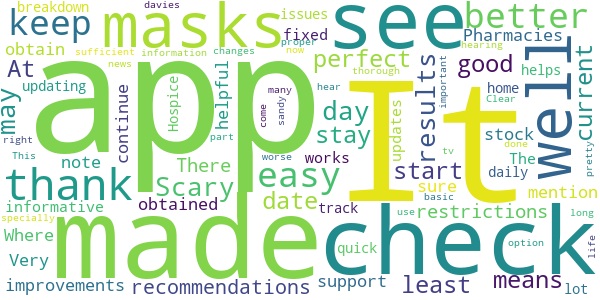 breakdown davies masks see better
keep issues fixed
obtain sufficient information changes proper Pharmacies
At news now perfect thorough hearing
updating app It well
may Hospice helpful day good helps current
continue hear many results important home Clear
right come sandy stay updates stock
This part There worse works tv The done pretty
note easy start daily
thank Scary sure basic mention
informative obtained date track use restrictions long
specially made check
Where quick option life
Very support least means lot
improvements recommendations